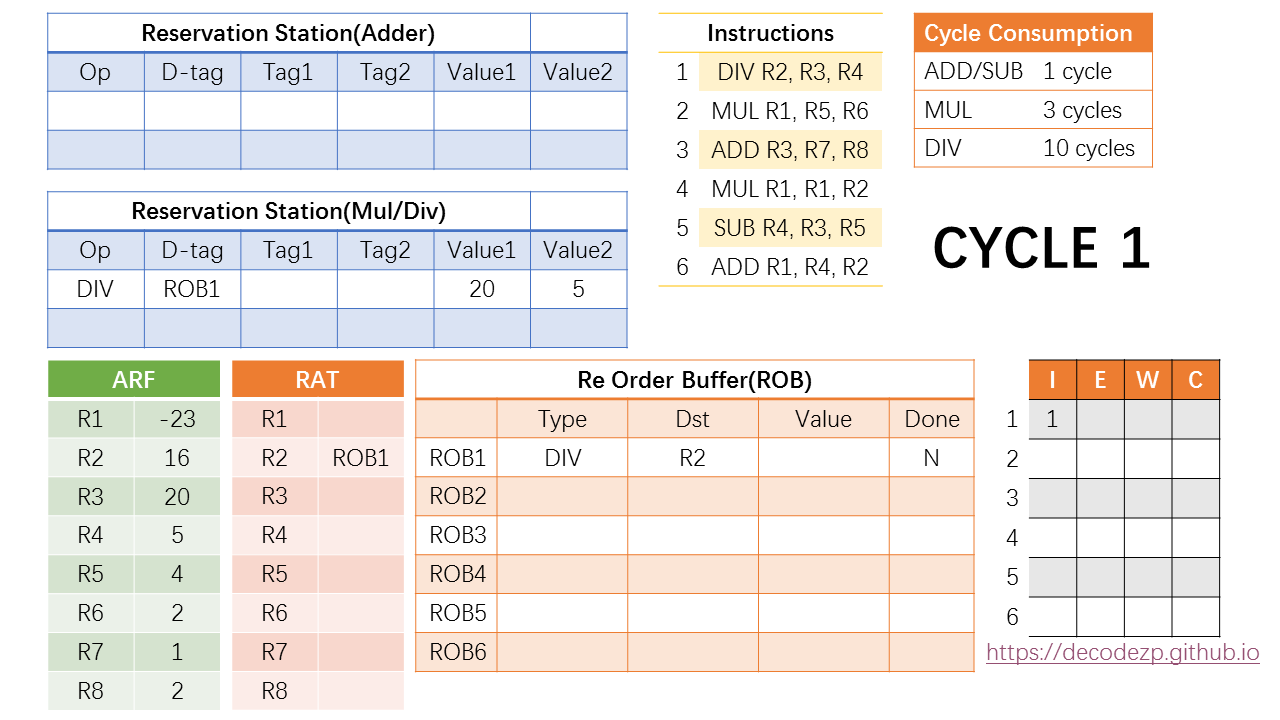 Reservation Station(Adder)
Op D-tag Tag1 Tag2 Value1 Value2
Reservation Station(Mul/Div)
Op D-tag Tag1 Tag2 Value1 Value2
DIV ROB1 20 5
Instructions
1 DIV R2, R3, R4
2 MUL R1, R5, R6
3 ADD R3, R7, R8
4 MUL R1, R1, R2
5 SUB R4, R3, R5
6 ADD R1, R4, R2
Cycle Consumption
ADD/SUB 1 cycle
MUL 3 cycles
DIV 10 cycles
CYCLE 1
ARF
R1 -23
R2 16
R3 20
R4 5
R5 4
R6 2
R7 1
R8 2
RAT
R1
R2 ROB1
R3
R4
R5
R6
R7
R8
Re Order Buffer(ROB)
Type Dst Value Done
ROB1 DIV R2 N
ROB2
ROB3
ROB4
ROB5
ROB6
I E W C
1 1
2
3
4
5
6
https://decodezp.github.io